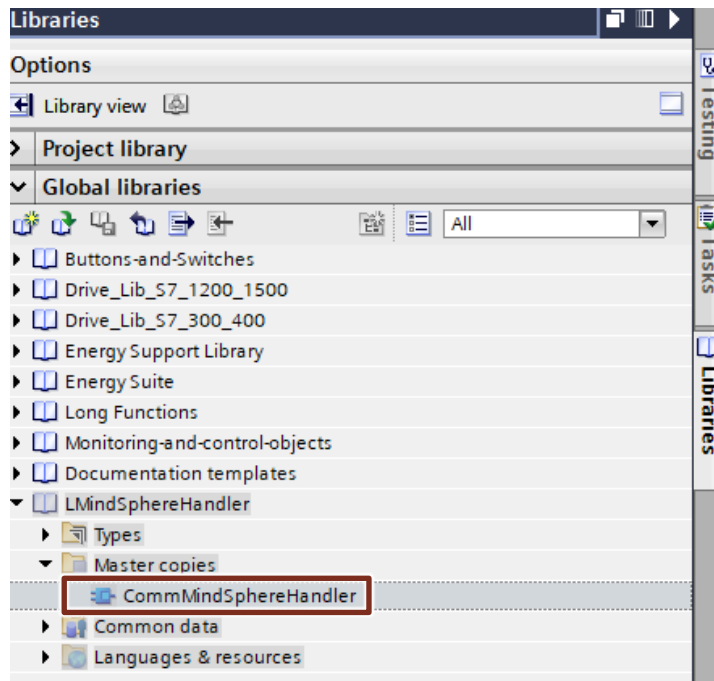 Libraries
Options
Library view
Project library
Global libraries
All
Buttons-and-Switches
Drive_Lib_S7_1200_1500
Drive_Lib_S7_300_400
Energy Support Library
Energy Suite
Long Functions
Monitoring-and-control-objects
Documentation templates
LMindSphereHandler
Types
Master copies
CommMindSphereHandler
Common data
Languages & resources
Testing
Tasks
Libraries